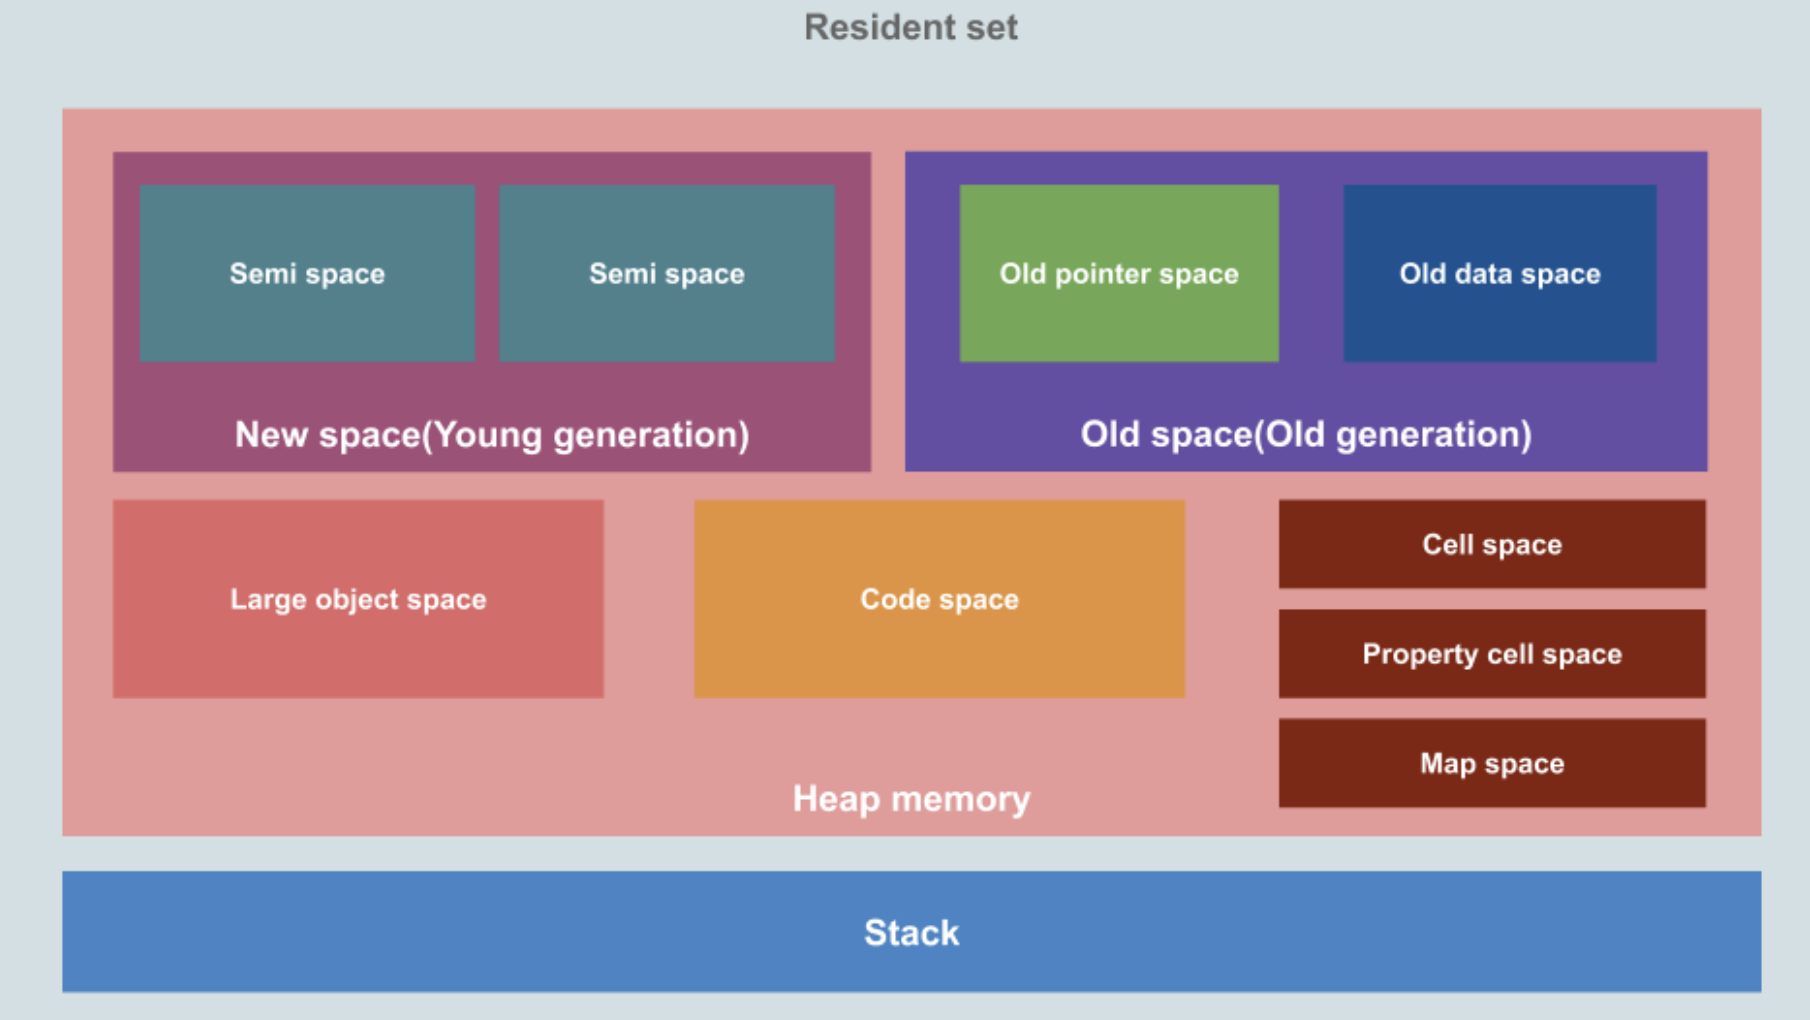 Resident set
Semi space
Semi space
Old pointer space
Old data space
New space(Young generation)
Old space(Old generation)
Large object space
Code space
Cell space
Property cell space
Map space
Heap memory
Stack